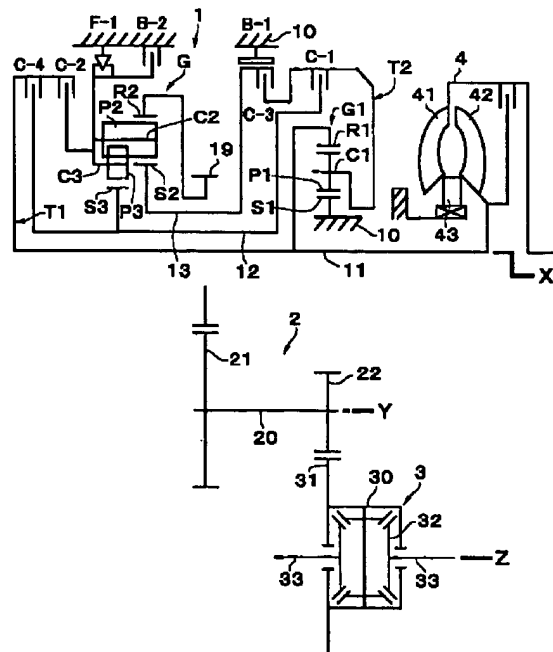 F-1 B-2 10 1 B-1
C-4 C-2 G C-1 T2 4
R2 C-3 G1 41 42
P2 C2 R1
19 C1
C3 S2 P1
S3 P3 S1 43
T1 10
13 12 11 X
2
21 22
20 Y
31 30 3
32
33 33 Z